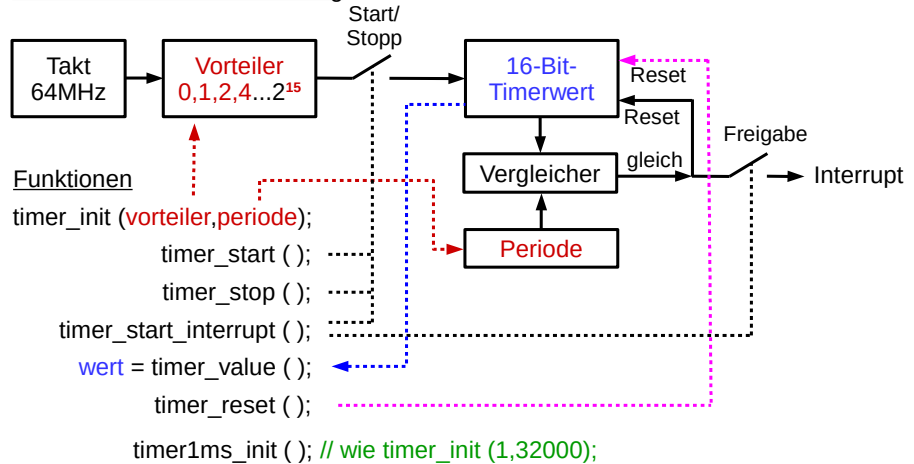 Start/
Stopp
Takt
64MHz
Vorteiler
0,1,2,4...2¹⁵
16-Bit-
Timerwert
Reset
Reset
Freigabe
Vergleicher
gleich
Interrupt
Funktionen
timer_init (vorteiler,periode);
Periode
timer_start ( );
timer_stop ( );
timer_start_interrupt ( );
wert = timer_value ( );
timer_reset ( );
timer1ms_init ( ); // wie timer_init (1,32000);